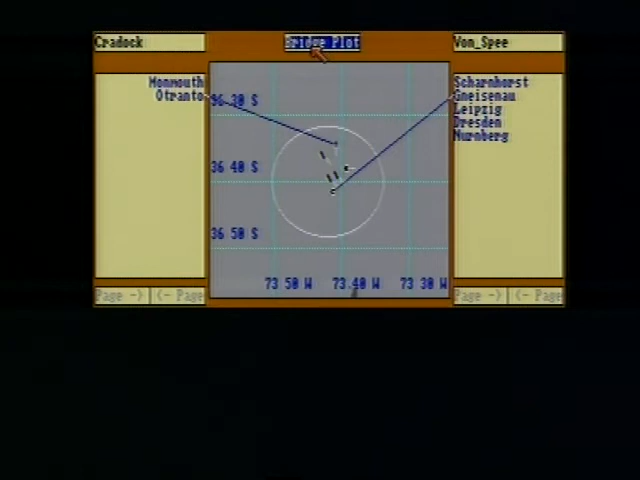 Cradock
Bridge Plot
Von_Spee
Monmouth
Otranto
36 30 S
36 40 S
36 50 S
73 50 W
73 40 W
73 30 W
Scharnhorst
Gneisenau
Leipzig
Dresden
Nurnberg
Page ->
<- Page
Page ->
<- Page